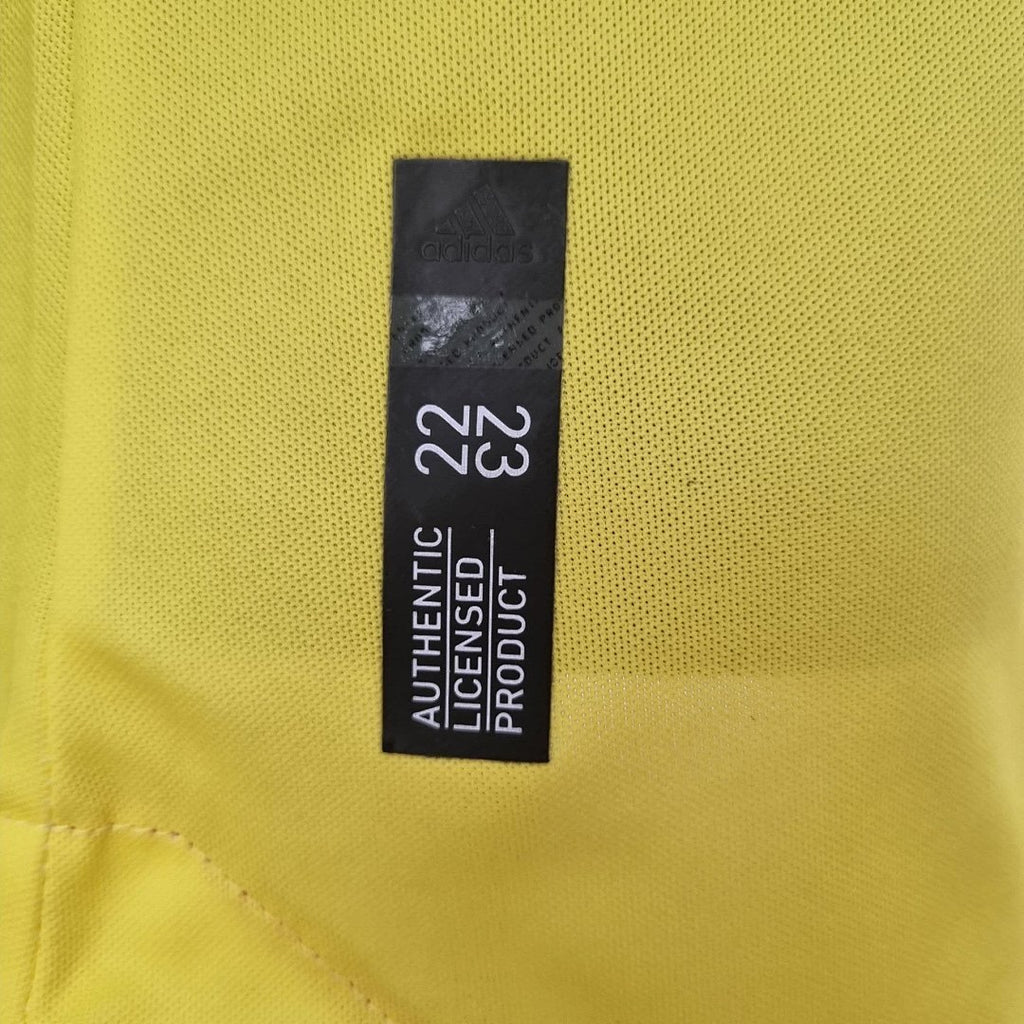 adidas
22
23
AUTHENTIC
LICENSED
PRODUCT